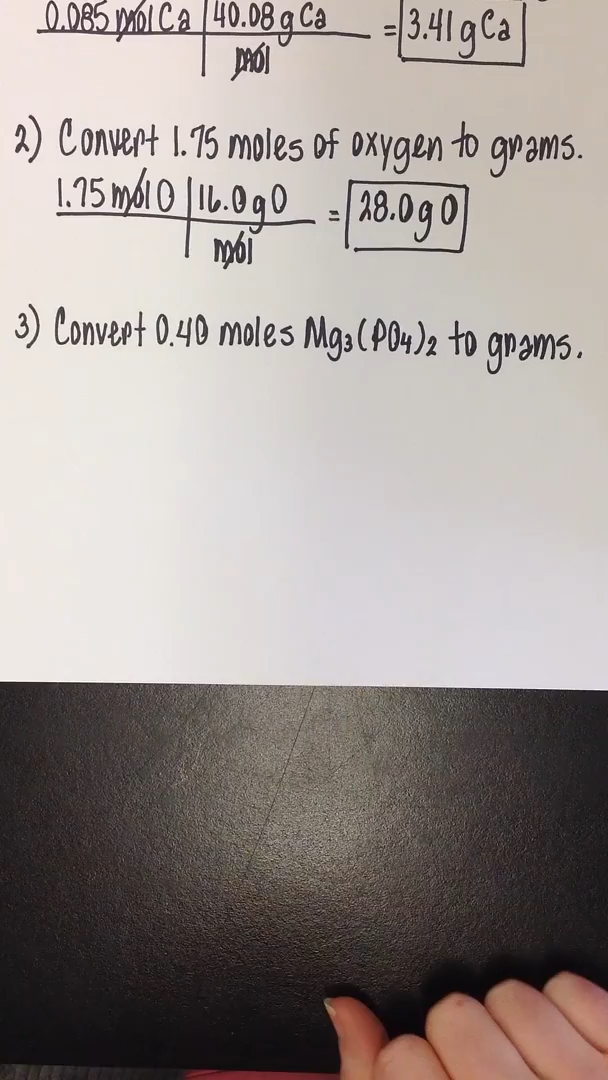 0.085 mol Ca | 40.08 g Ca = 3.41 g Ca
mol
2) Convert 1.75 moles of oxygen to grams.
1.75 mol O | 16.0 g O = 28.0 g O
mol
3) Convert 0.40 moles Mg₃(PO₄)₂ to grams.